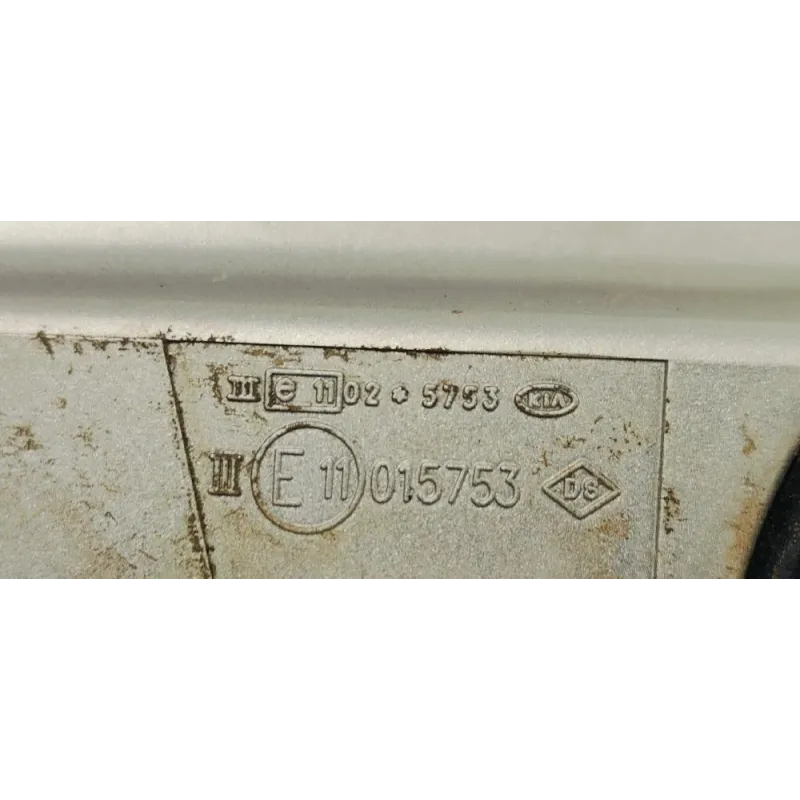 III e 11 02 * 5753 KIA
III E 11 015753 DS